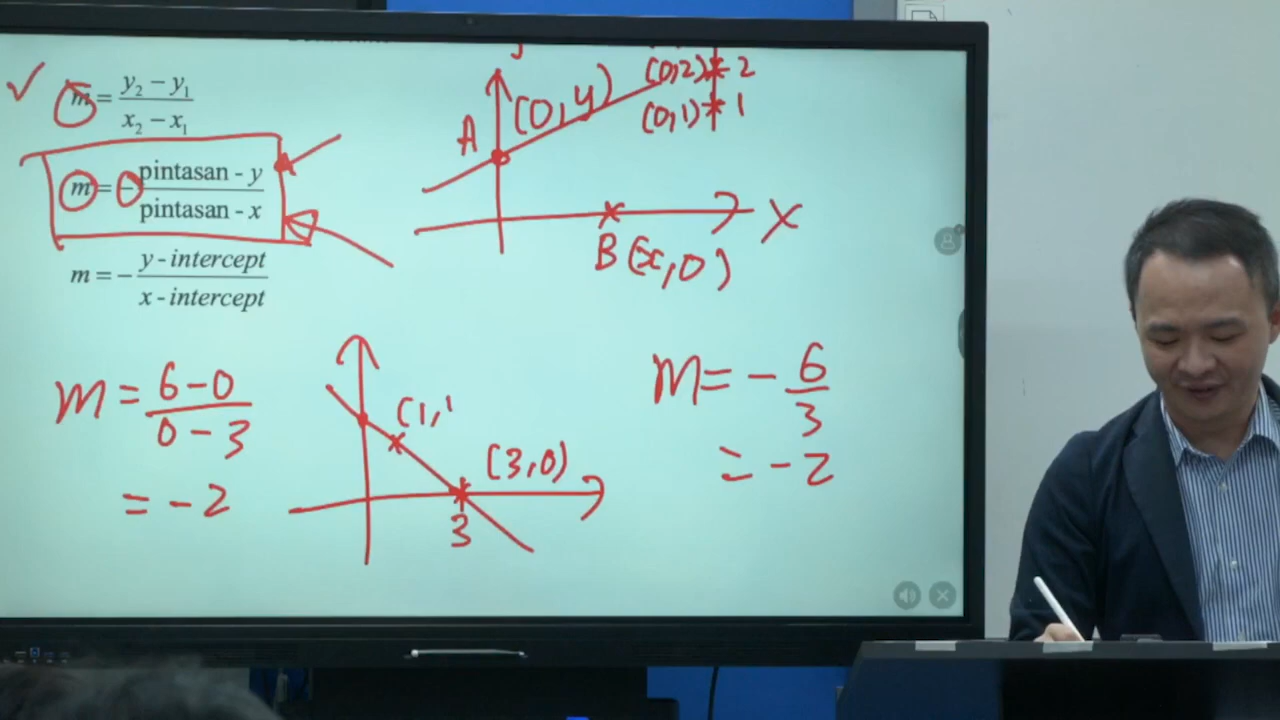 m = (y₂ − y₁)/(x₂ − x₁)
m = − pintasan - y / pintasan - x
m = − y - intercept / x - intercept
A (0, y)
(0,2) 2
(0,1) 1
X
B (x, 0)
m = (6 − 0)/(0 − 3)
= −2
(1,
(3,0)
3
m = − 6/3
= −2